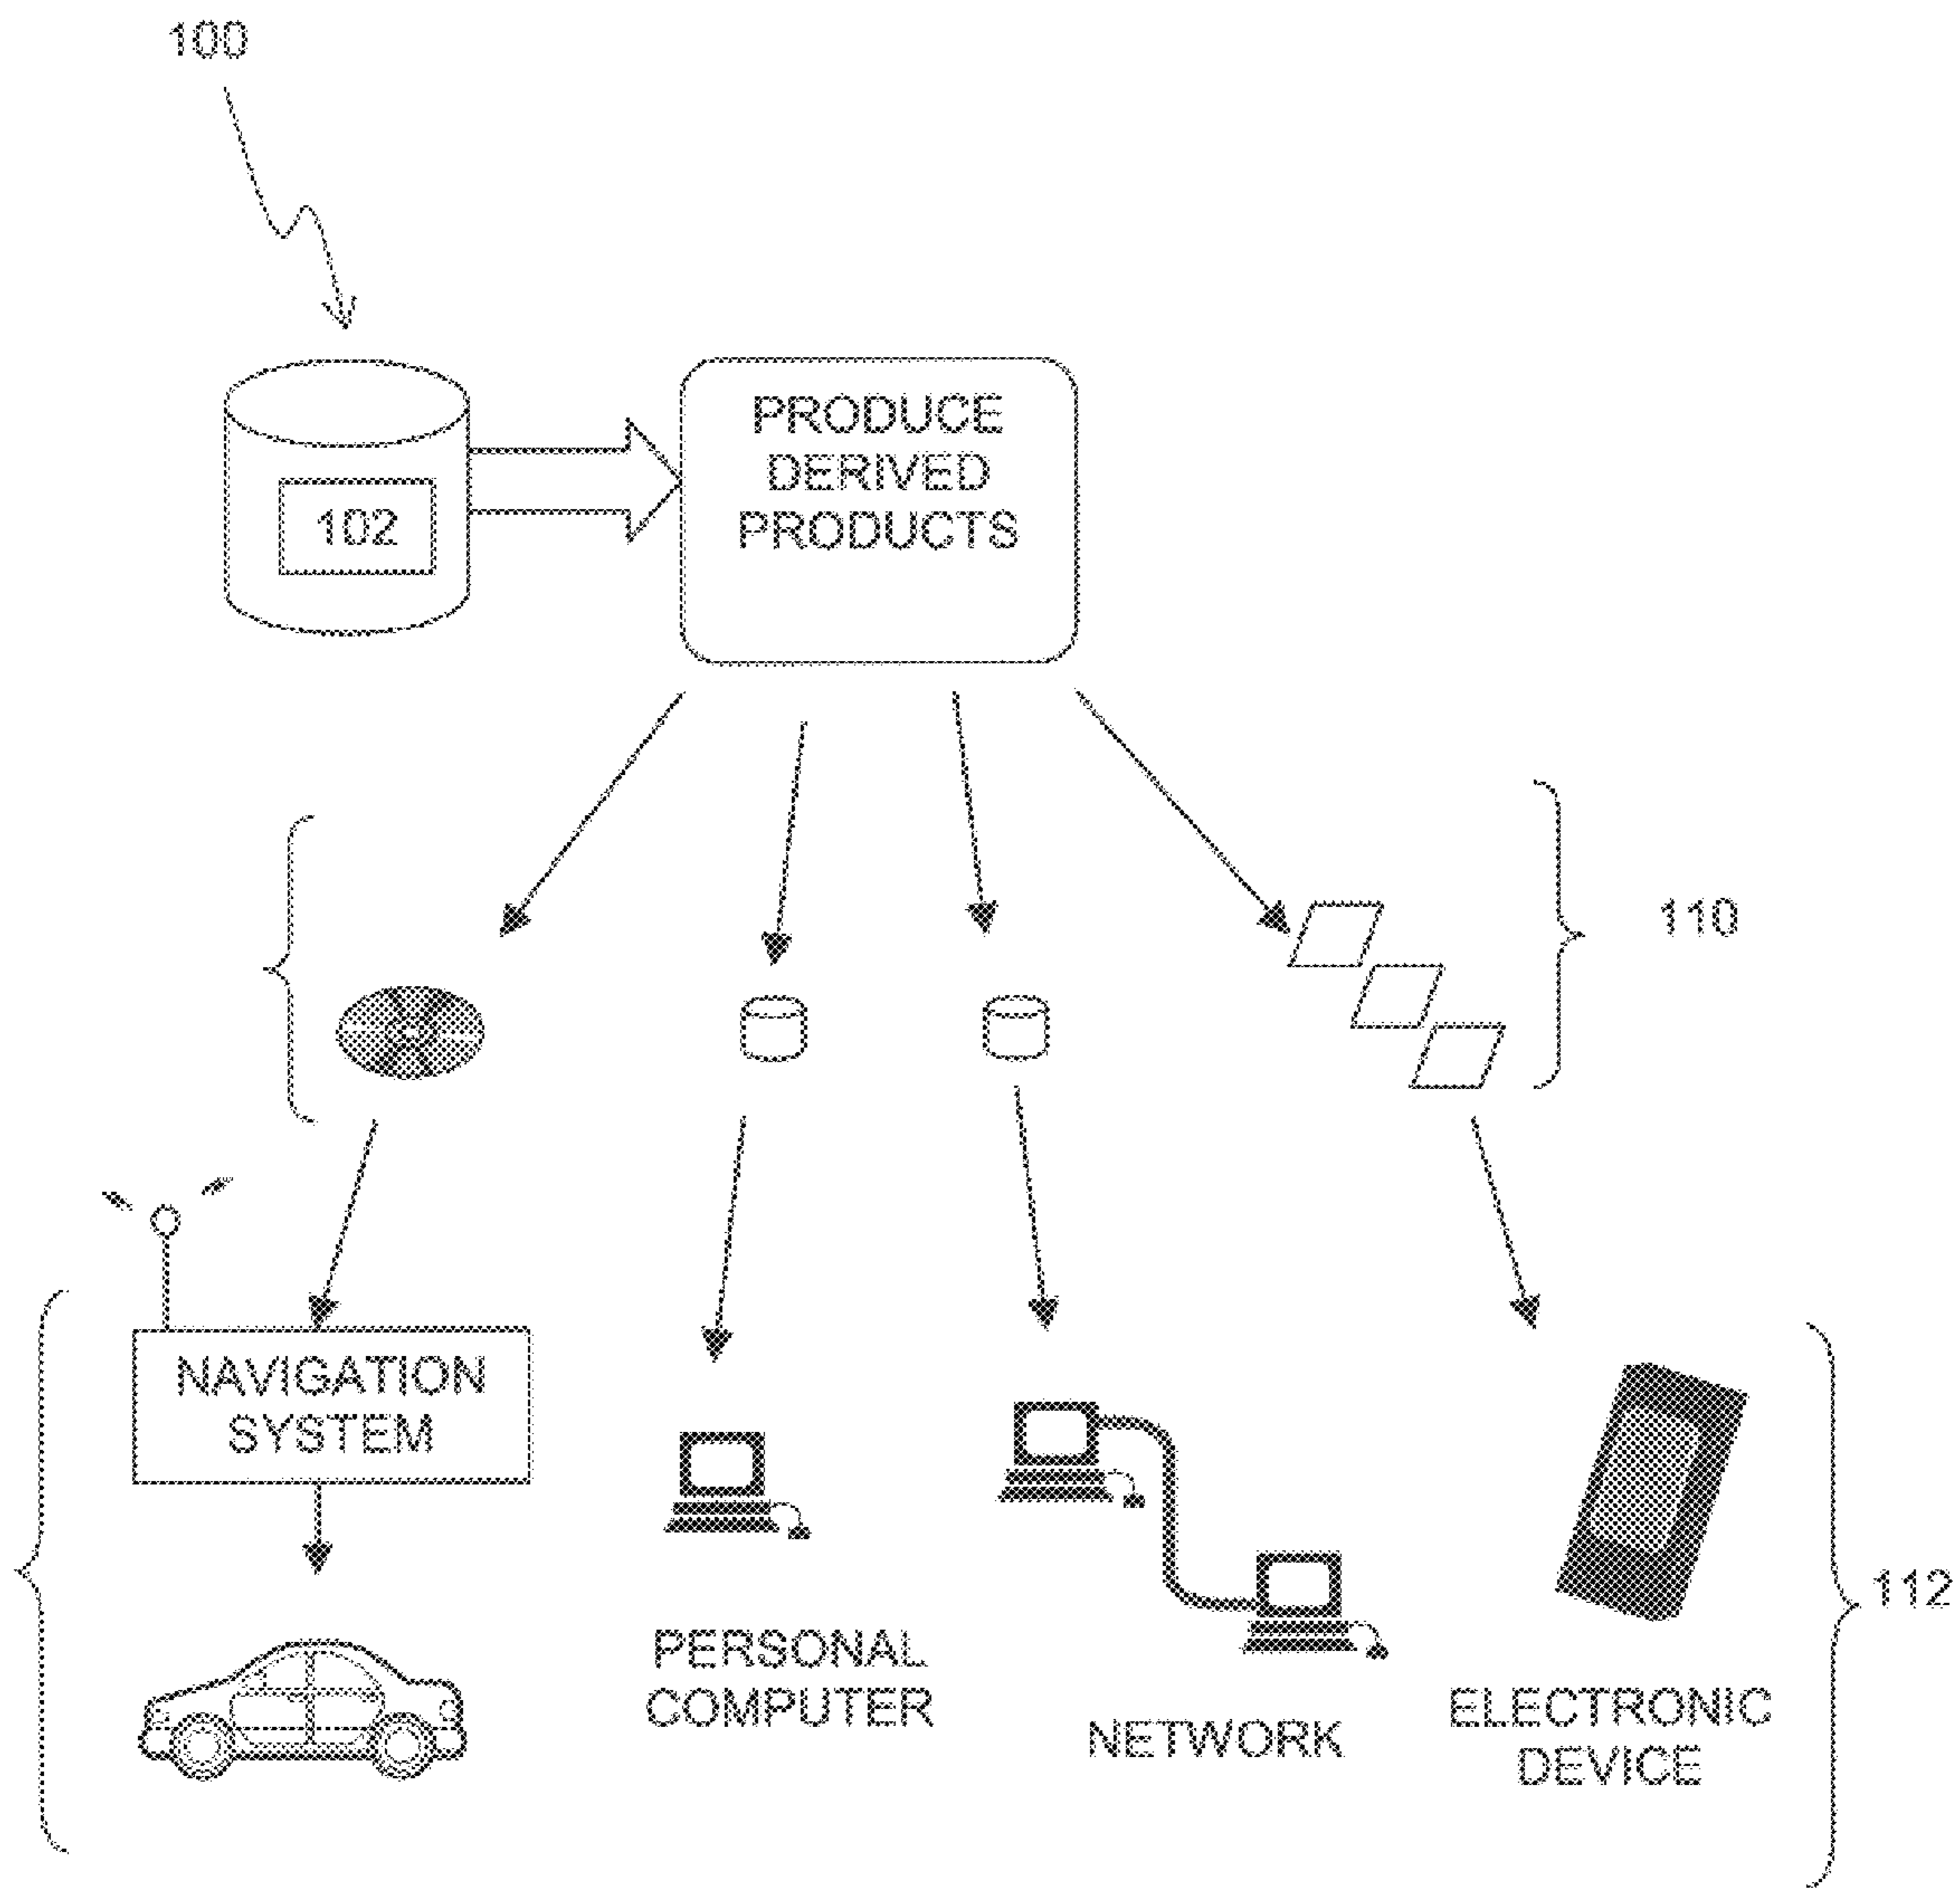 100
PRODUCE
DERIVED
PRODUCTS
102
110
NAVIGATION
SYSTEM
112
PERSONAL
COMPUTER
NETWORK
ELECTRONIC
DEVICE